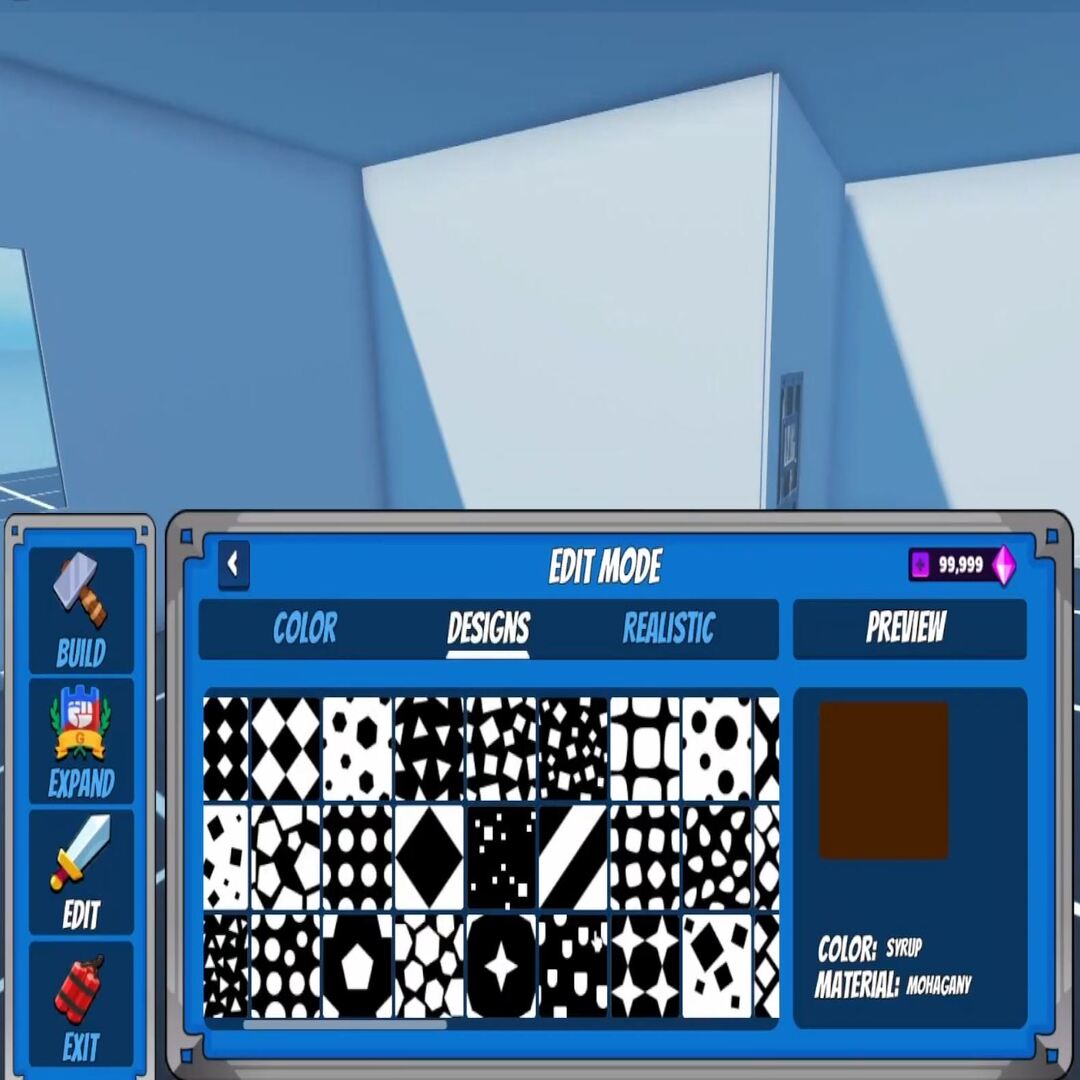 EDIT MODE
99,999
COLOR
DESIGNS
REALISTIC
PREVIEW
BUILD
G
EXPAND
EDIT
EXIT
COLOR: SYRUP
MATERIAL: MOHAGANY